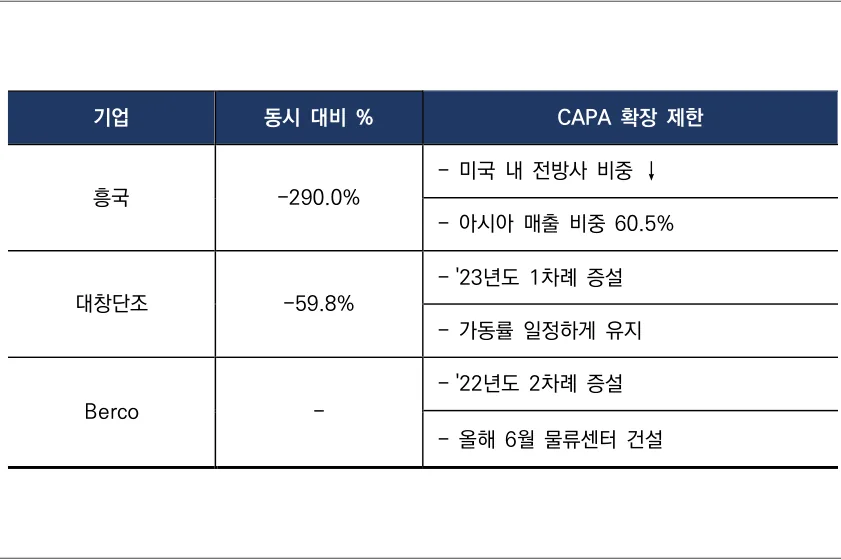 기업 동시 대비 % CAPA 확장 제한
흥국 -290.0% - 미국 내 전방사 비중 ↓
- 아시아 매출 비중 60.5%
대창단조 -59.8% - '23년도 1차례 증설
- 가동률 일정하게 유지
Berco - - '22년도 2차례 증설
- 올해 6월 물류센터 건설